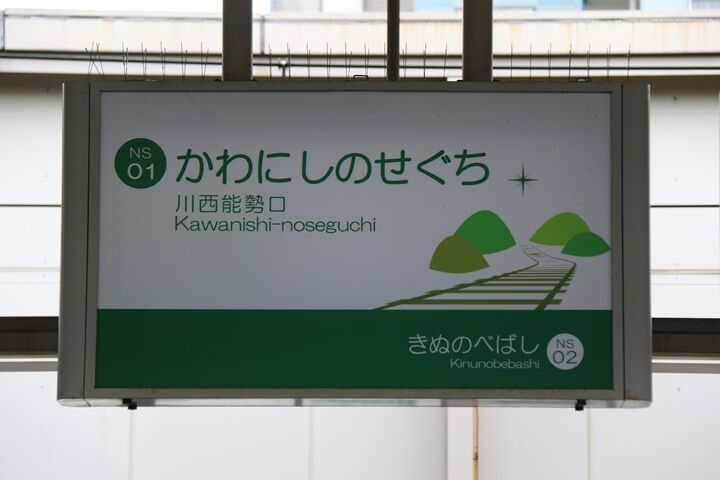 NS
01
かわにしのせぐち
川西能勢口
Kawanishi-noseguchi
きぬのべばし
Kinunobebashi
NS
02